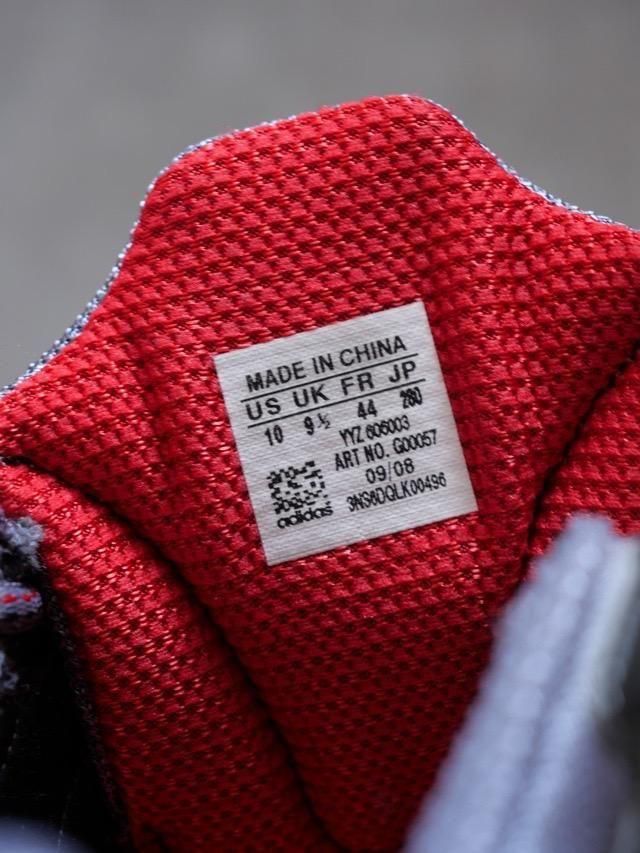 MADE IN CHINA
US UK FR JP
10 9½ 44 280
YYZ 606003
ART NO. G00057
09/08
3NS6DQLK00496
adidas